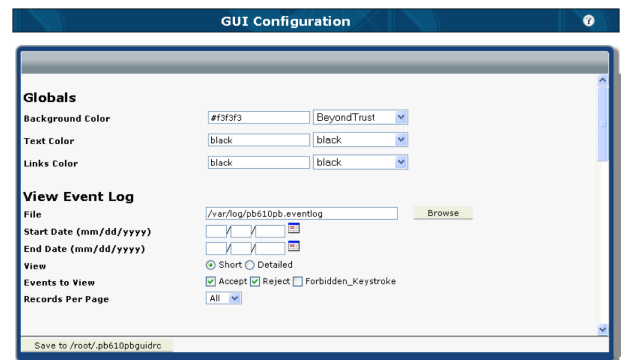 GUI Configuration ?
Globals
Background Color #f3f3f3 BeyondTrust
Text Color black black
Links Color black black
View Event Log
File /var/log/pb610pb.eventlog Browse
Start Date (mm/dd/yyyy) / /
End Date (mm/dd/yyyy) / /
View Short Detailed
Events to View Accept Reject Forbidden_Keystroke
Records Per Page All
Save to /root/.pb610pbguidrc